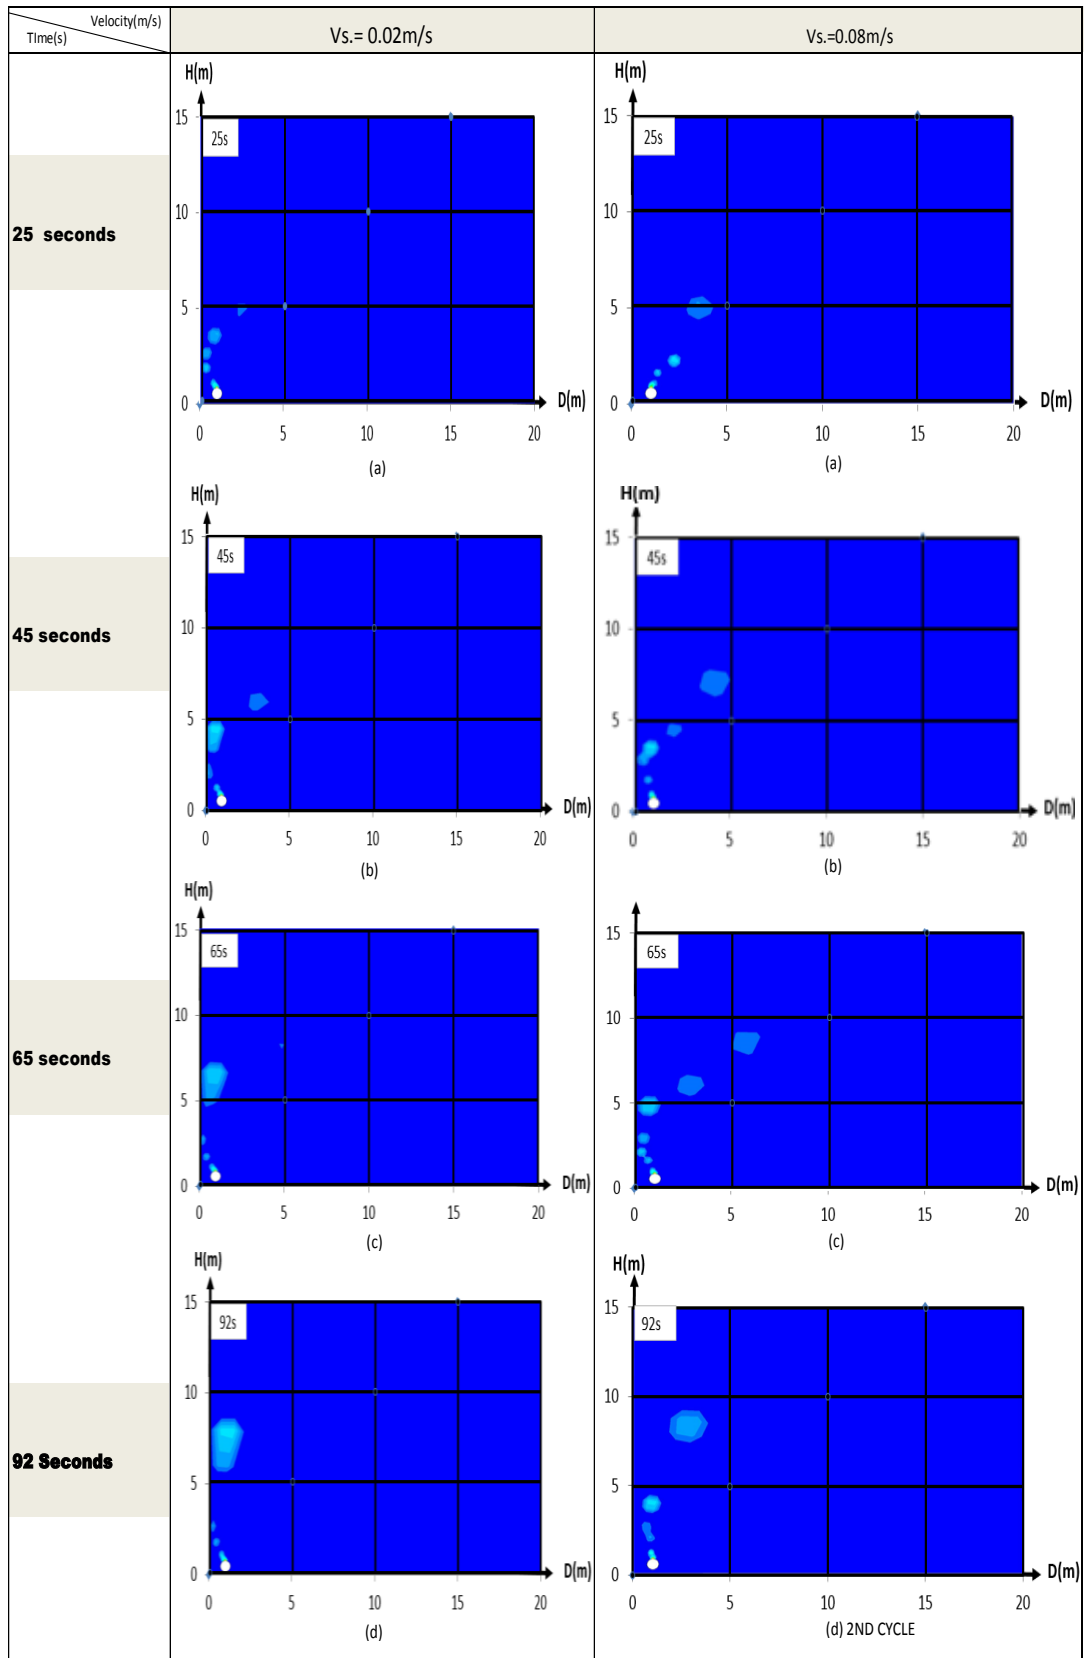 Velocity(m/s)
TIme(s)
Vs.= 0.02m/s
Vs.=0.08m/s
25 seconds
H(m)
15
25s
10
5
0
D(m)
0 5 10 15 20
(a)
H(m)
15
25s
10
5
0
D(m)
0 5 10 15 20
(a)
45 seconds
H(m)
15
45s
10
5
0
D(m)
0 5 10 15 20
(b)
H(m)
15
45s
10
5
0
D(m)
0 5 10 15 20
(b)
65 seconds
H(m)
15
65s
10
5
0
D(m)
0 5 10 15 20
(c)
15
65s
10
5
0
D(m)
0 5 10 15 20
(c)
92 Seconds
H(m)
15
92s
10
5
0
D(m)
0 5 10 15 20
(d)
H(m)
15
92s
10
5
0
D(m)
0 5 10 15 20
(d) 2ND CYCLE